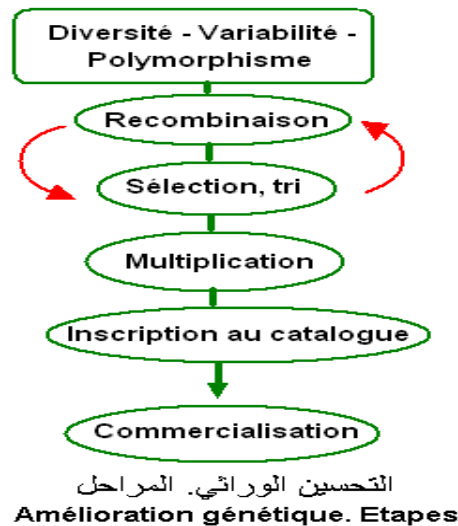 Diversité - Variabilité -
Polymorphisme
Recombinaison
Sélection, tri
Multiplication
Inscription au catalogue
Commercialisation
التحسين الوراثي. المراحل
Amélioration génétique. Etapes